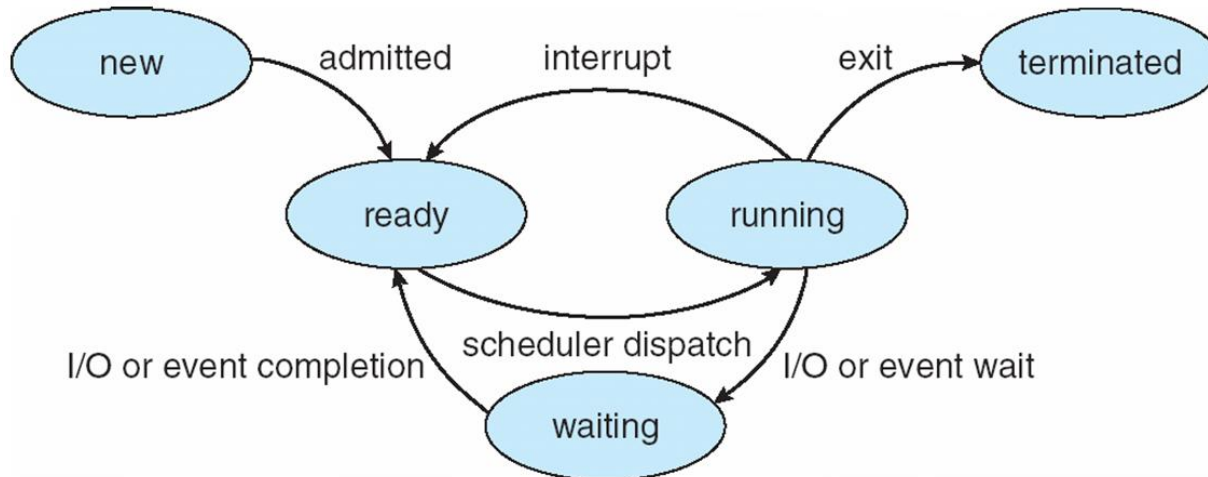 new
admitted
interrupt
exit
terminated
ready
running
scheduler dispatch
I/O or event completion
I/O or event wait
waiting